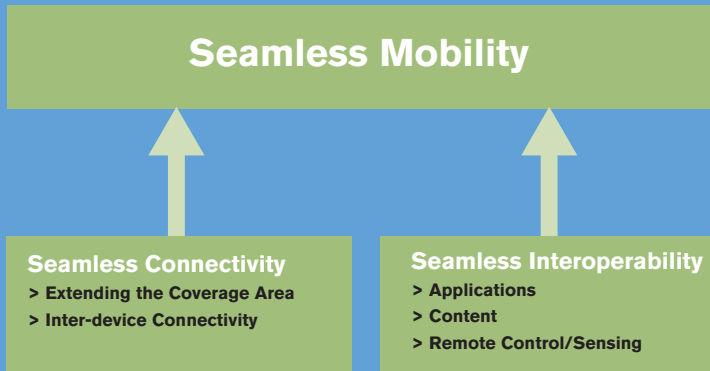 Seamless Mobility
Seamless Connectivity
> Extending the Coverage Area
> Inter-device Connectivity
Seamless Interoperability
> Applications
> Content
> Remote Control/Sensing